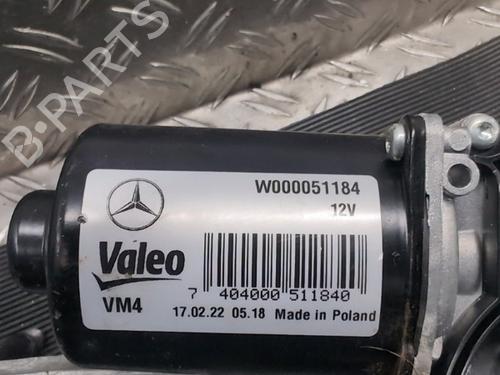 B-PARTS
W000051184
12V
Valeo
VM4
7 404000 511840
17.02.22 05.18 Made in Poland